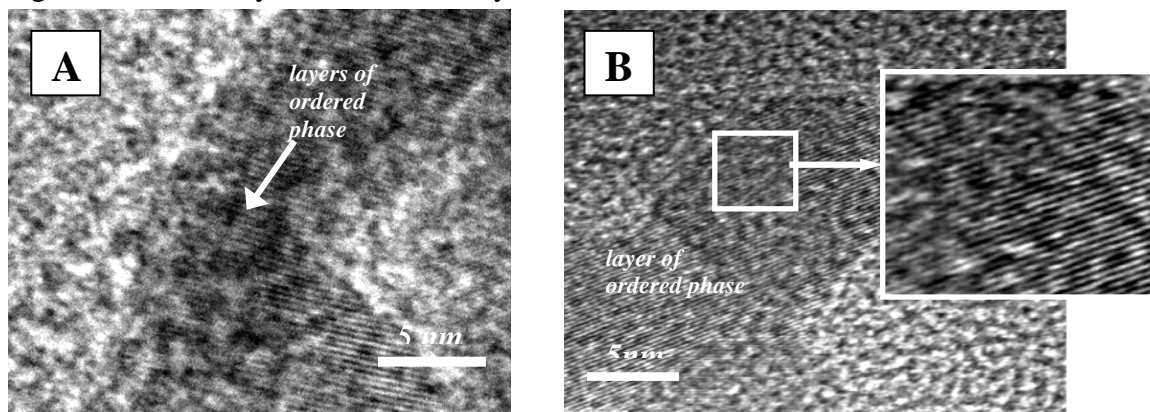 A
layers of
ordered
phase
5 nm
B
layer of
ordered phase
5nm